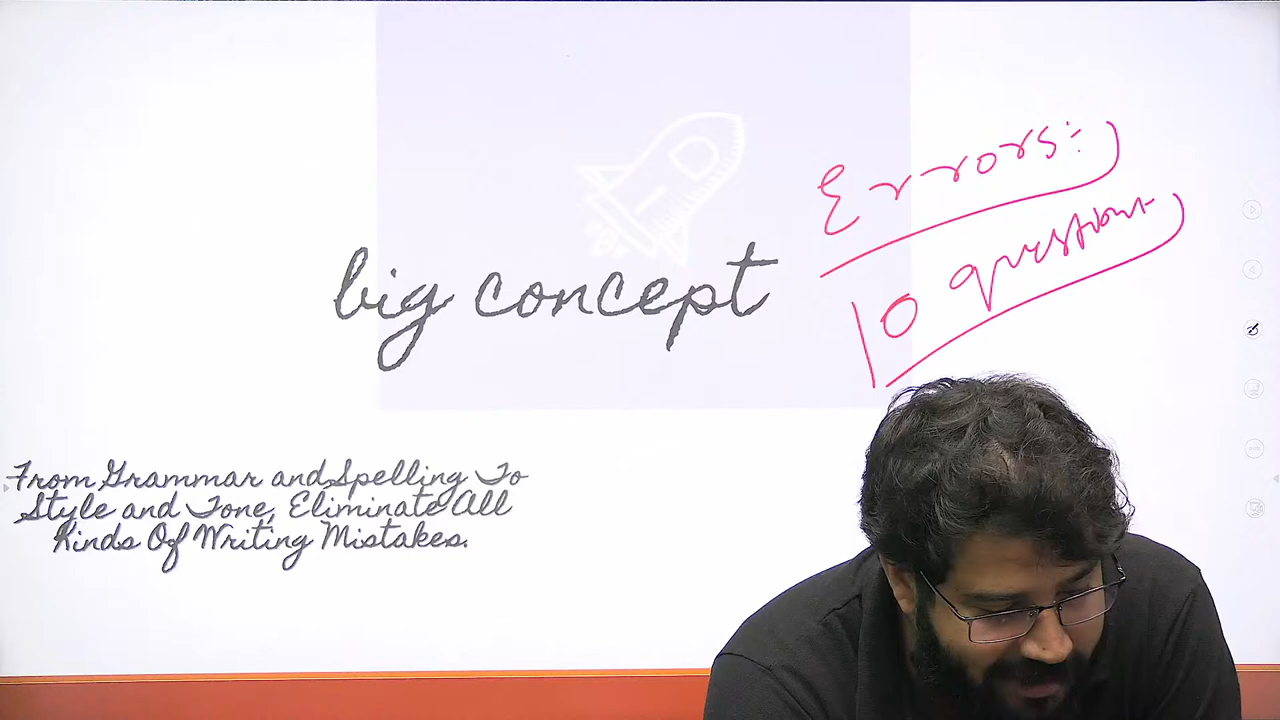 Errors:-
10 questions
big concept
From Grammar and Spelling To
Style and Tone, Eliminate All
Kinds Of Writing Mistakes.